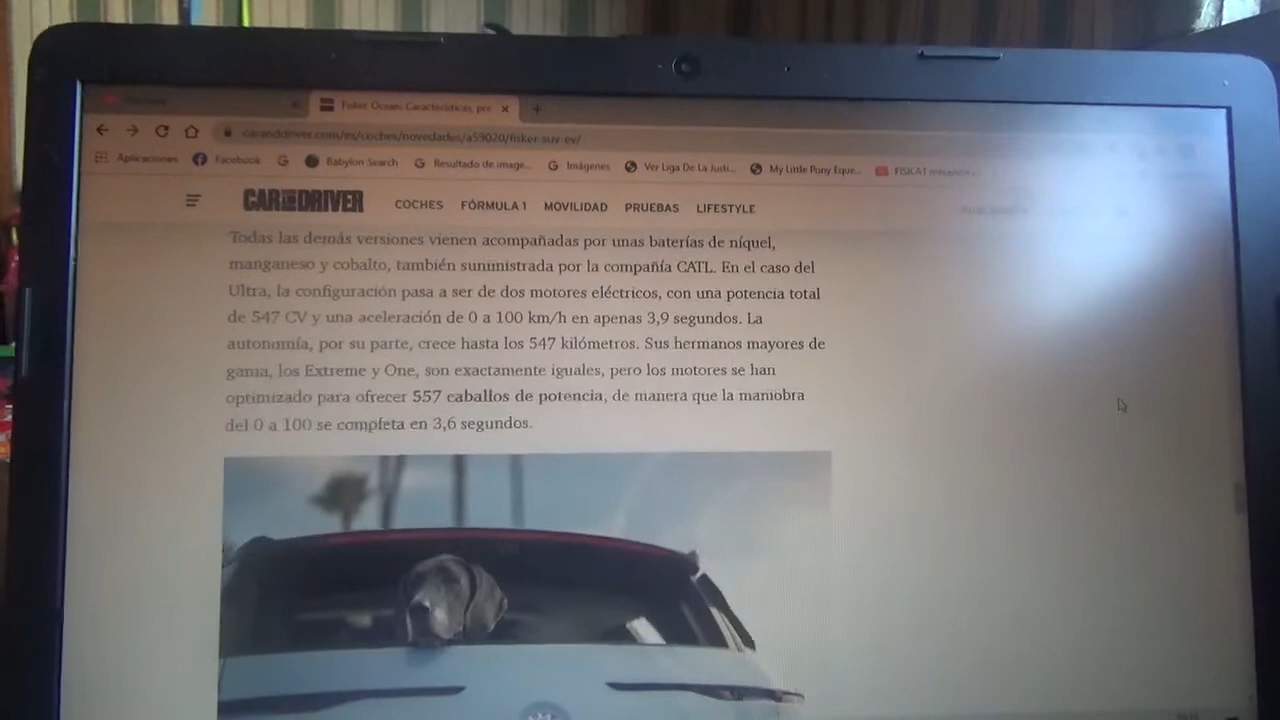 Fisker Ocean: Características, pre
caranddriver.com/es/coches/novedades/a59020/fisker-suv-ev/
Aplicaciones Facebook Babylon Search Resultado de image... Imágenes Ver Liga De La Justi... My Little Pony Eque... FISICA1
CAR AND DRIVER COCHES FÓRMULA 1 MOVILIDAD PRUEBAS LIFESTYLE
Todas las demás versiones vienen acompañadas por unas baterías de níquel,
manganeso y cobalto, también sunimistrada por la compañía CATL. En el caso del
Ultra, la configuración pasa a ser de dos motores eléctricos, con una potencia total
de 547 CV y una aceleración de 0 a 100 km/h en apenas 3,9 segundos. La
autonomía, por su parte, crece hasta los 547 kilómetros. Sus hermanos mayores de
gama, los Extreme y One, son exactamente iguales, pero los motores se han
optimizado para ofrecer 557 caballos de potencia, de manera que la maniobra
del 0 a 100 se completa en 3,6 segundos.